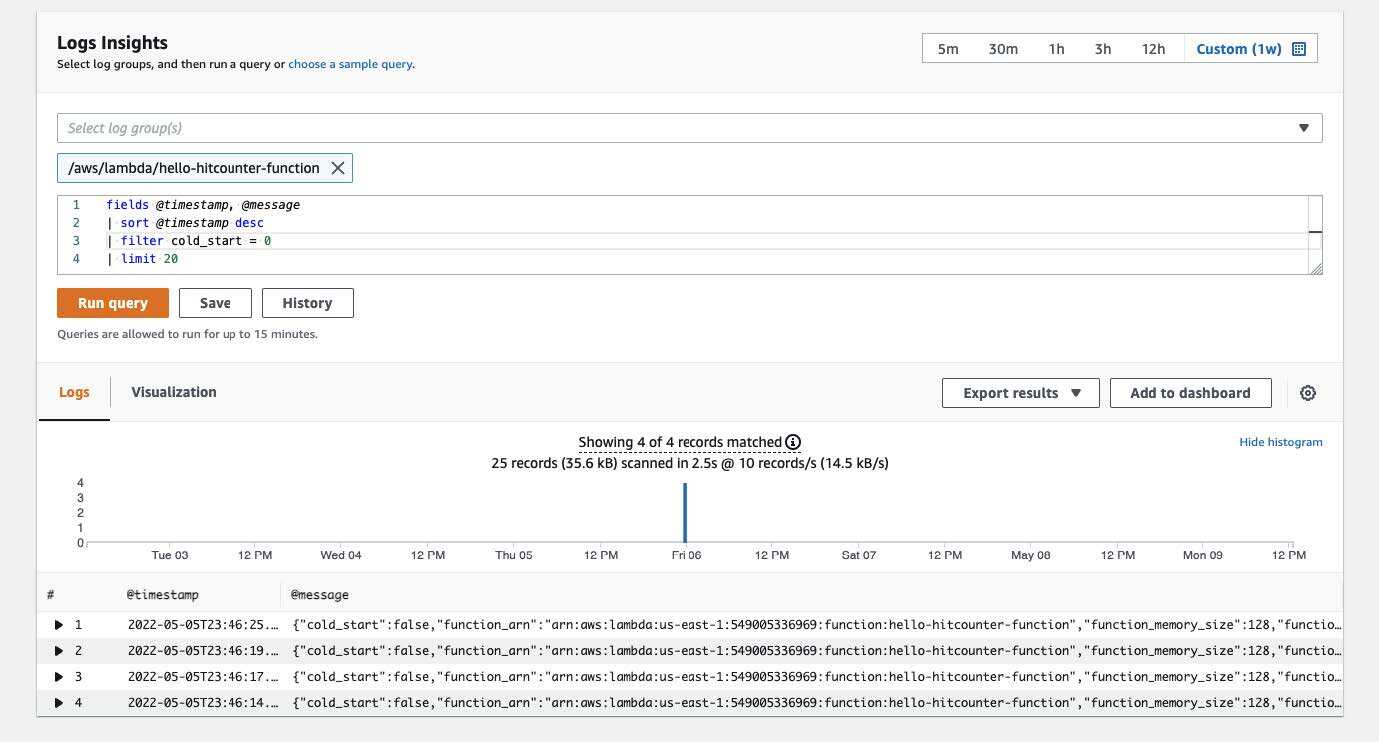 Logs Insights
Select log groups, and then run a query or choose a sample query.
5m 30m 1h 3h 12h Custom (1w)
Select log group(s)
/aws/lambda/hello-hitcounter-function
1 fields @timestamp, @message
2 | sort @timestamp desc
3 | filter cold_start = 0
4 | limit 20
Run query Save History
Queries are allowed to run for up to 15 minutes.
Logs Visualization Export results Add to dashboard
Showing 4 of 4 records matched
Hide histogram
25 records (35.6 kB) scanned in 2.5s @ 10 records/s (14.5 kB/s)
4
3
2
1
0
Tue 03 12 PM Wed 04 12 PM Thu 05 12 PM Fri 06 12 PM Sat 07 12 PM May 08 12 PM Mon 09 12 PM
# @timestamp @message
1 2022-05-05T23:46:25.... {"cold_start":false,"function_arn":"arn:aws:lambda:us-east-1:549005336969:function:hello-hitcounter-function","function_memory_size":128,"functio...
2 2022-05-05T23:46:19.... {"cold_start":false,"function_arn":"arn:aws:lambda:us-east-1:549005336969:function:hello-hitcounter-function","function_memory_size":128,"functio...
3 2022-05-05T23:46:17.... {"cold_start":false,"function_arn":"arn:aws:lambda:us-east-1:549005336969:function:hello-hitcounter-function","function_memory_size":128,"functio...
4 2022-05-05T23:46:14.... {"cold_start":false,"function_arn":"arn:aws:lambda:us-east-1:549005336969:function:hello-hitcounter-function","function_memory_size":128,"functio...